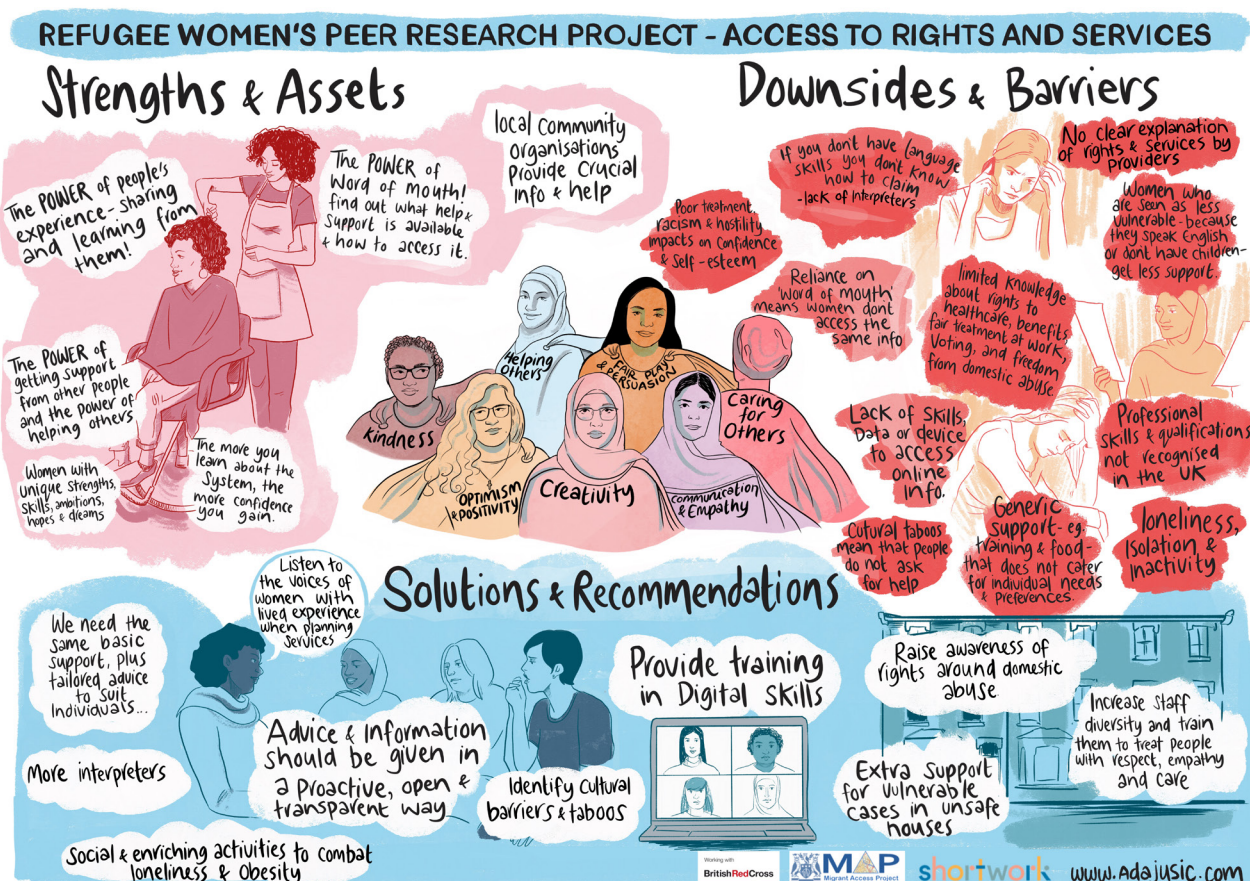 REFUGEE WOMEN'S PEER RESEARCH PROJECT - ACCESS TO RIGHTS AND SERVICES
Strengths & Assets
The POWER of people's
experience - sharing
and learning from
them!
The POWER of
Word of Mouth!
find out what help &
support is available
& how to access it.
local community
organisations
Provide Crucial
Info & help
The POWER of
getting support
from other people
and the power of
helping others
Women with
unique strengths,
skills, ambitions,
hopes & dreams
The more you
learn about the
System, the
more confidence
you gain.
kindness
Helping
Others
FAIR PLAY
& PERSUASION
OPTIMISM
& POSITIVITY
Creativity
Communication
& Empathy
Caring
for
Others
Downsides & Barriers
If you don't have language
skills you don't know
how to claim
- lack of interpreters
No clear explanation
of rights & services by
Providers
Poor treatment,
racism & hostility
impacts on Confidence
& Self-esteem
Women who
are seen as less
vulnerable - because
they speak English
or dont have children -
get less support.
Reliance on
'word of mouth'
means women dont
access the
same info
limited knowledge
about rights to
healthcare, benefits
fair treatment at work,
Voting, and freedom
from domestic abuse
Lack of Skills,
Data or device
to access
online
Info.
Professional
Skills & qualifications
not recognised
in the UK
Cutural taboos
mean that people
do not ask
for help
Generic
Support - eg.
training & food -
that does not cater
for individual needs
& Preferences.
loneliness,
Isolation &
Inactivity
Solutions & Recommendations
We need the
same basic
support, plus
tailored advice
to suit
Individuals...
Listen to
the voices of
women with
lived experience
when planning
services
More interpreters
Advice & Information
should be given in
a Proactive, open &
transparent way
Social & enriching activities to combat
loneliness & Obesity
Identify Cultural
barriers & taboos
Provide training
in Digital Skills
Raise awareness of
rights around domestic
abuse
Extra Support
for vulnerable
cases in unsafe
houses
Increase Staff
diversity and train
them to treat people
with respect, empathy
and care
Working with
BritishRedCross
MAP
Migrant Access Project
shortwork
www.Adajusic.com